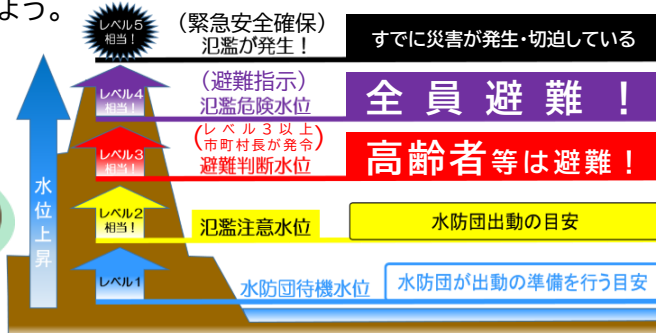 よう。
レベル5
相当!
(緊急安全確保)
氾濫が発生!
すでに災害が発生・切迫している
レベル4
相当!
(避難指示)
氾濫危険水位
全員避難!
レベル3
相当!
(レベル3以上
市町村長が発令)
避難判断水位
高齢者等は避難!
レベル2
相当!
氾濫注意水位
水防団出動の目安
レベル1
水防団待機水位
水防団が出動の準備を行う目安
水位上昇